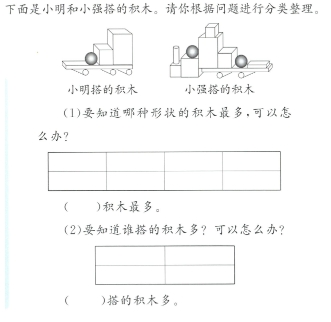 下面是小明和小强搭的积木。请你根据问题进行分类整理。
小明搭的积木 小强搭的积木
(1)要知道哪种形状的积木最多,可以怎
么办?
( )积木最多。
(2)要知道谁搭的积木多?可以怎么办?
( )搭的积木多。